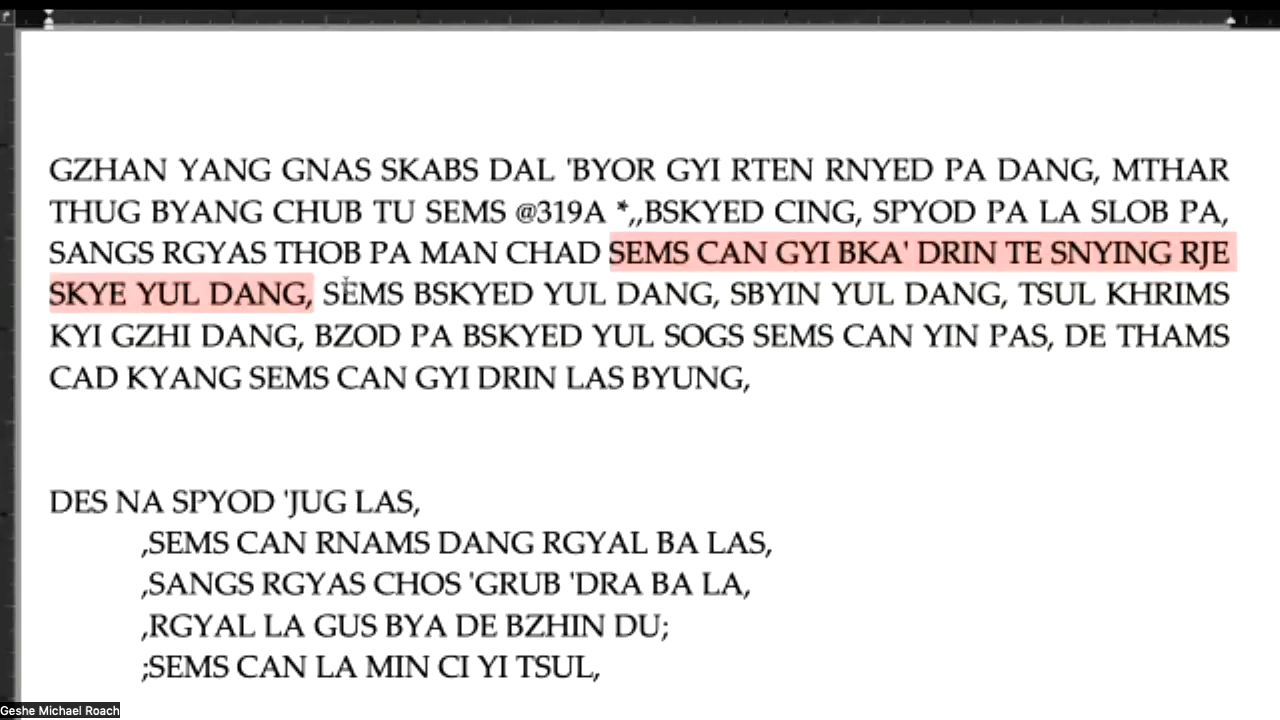 GZHAN YANG GNAS SKABS DAL 'BYOR GYI RTEN RNYED PA DANG, MTHAR
THUG BYANG CHUB TU SEMS @319A *,,BSKYED CING, SPYOD PA LA SLOB PA,
SANGS RGYAS THOB PA MAN CHAD SEMS CAN GYI BKA' DRIN TE SNYING RJE
SKYE YUL DANG, SEMS BSKYED YUL DANG, SBYIN YUL DANG, TSUL KHRIMS
KYI GZHI DANG, BZOD PA BSKYED YUL SOGS SEMS CAN YIN PAS, DE THAMS
CAD KYANG SEMS CAN GYI DRIN LAS BYUNG,
DES NA SPYOD 'JUG LAS,
,SEMS CAN RNAMS DANG RGYAL BA LAS,
,SANGS RGYAS CHOS 'GRUB 'DRA BA LA,
,RGYAL LA GUS BYA DE BZHIN DU;
;SEMS CAN LA MIN CI YI TSUL,
Geshe Michael Roach